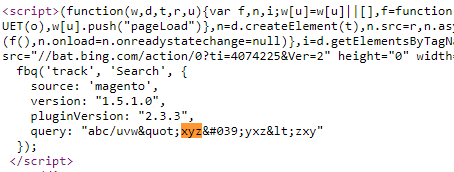 <script>(function(w,d,t,r,u){var f,n,i;w[u]=w[u]||[],f=function
UET(o),w[u].push("pageLoad")},n=d.createElement(t),n.src=r,n.asy
(f(),n.onload=n.onreadystatechange=null)},i=d.getElementsByTagNa
src="//bat.bing.com/action/0?ti=4074225&Ver=2" height="0" width=
fbq('track', 'Search', {
source: 'magento',
version: "1.5.1.0",
pluginVersion: "2.3.3",
query: "abc/uvw&quot;xyz&#039;yxz&lt;zxy"
});
</script>